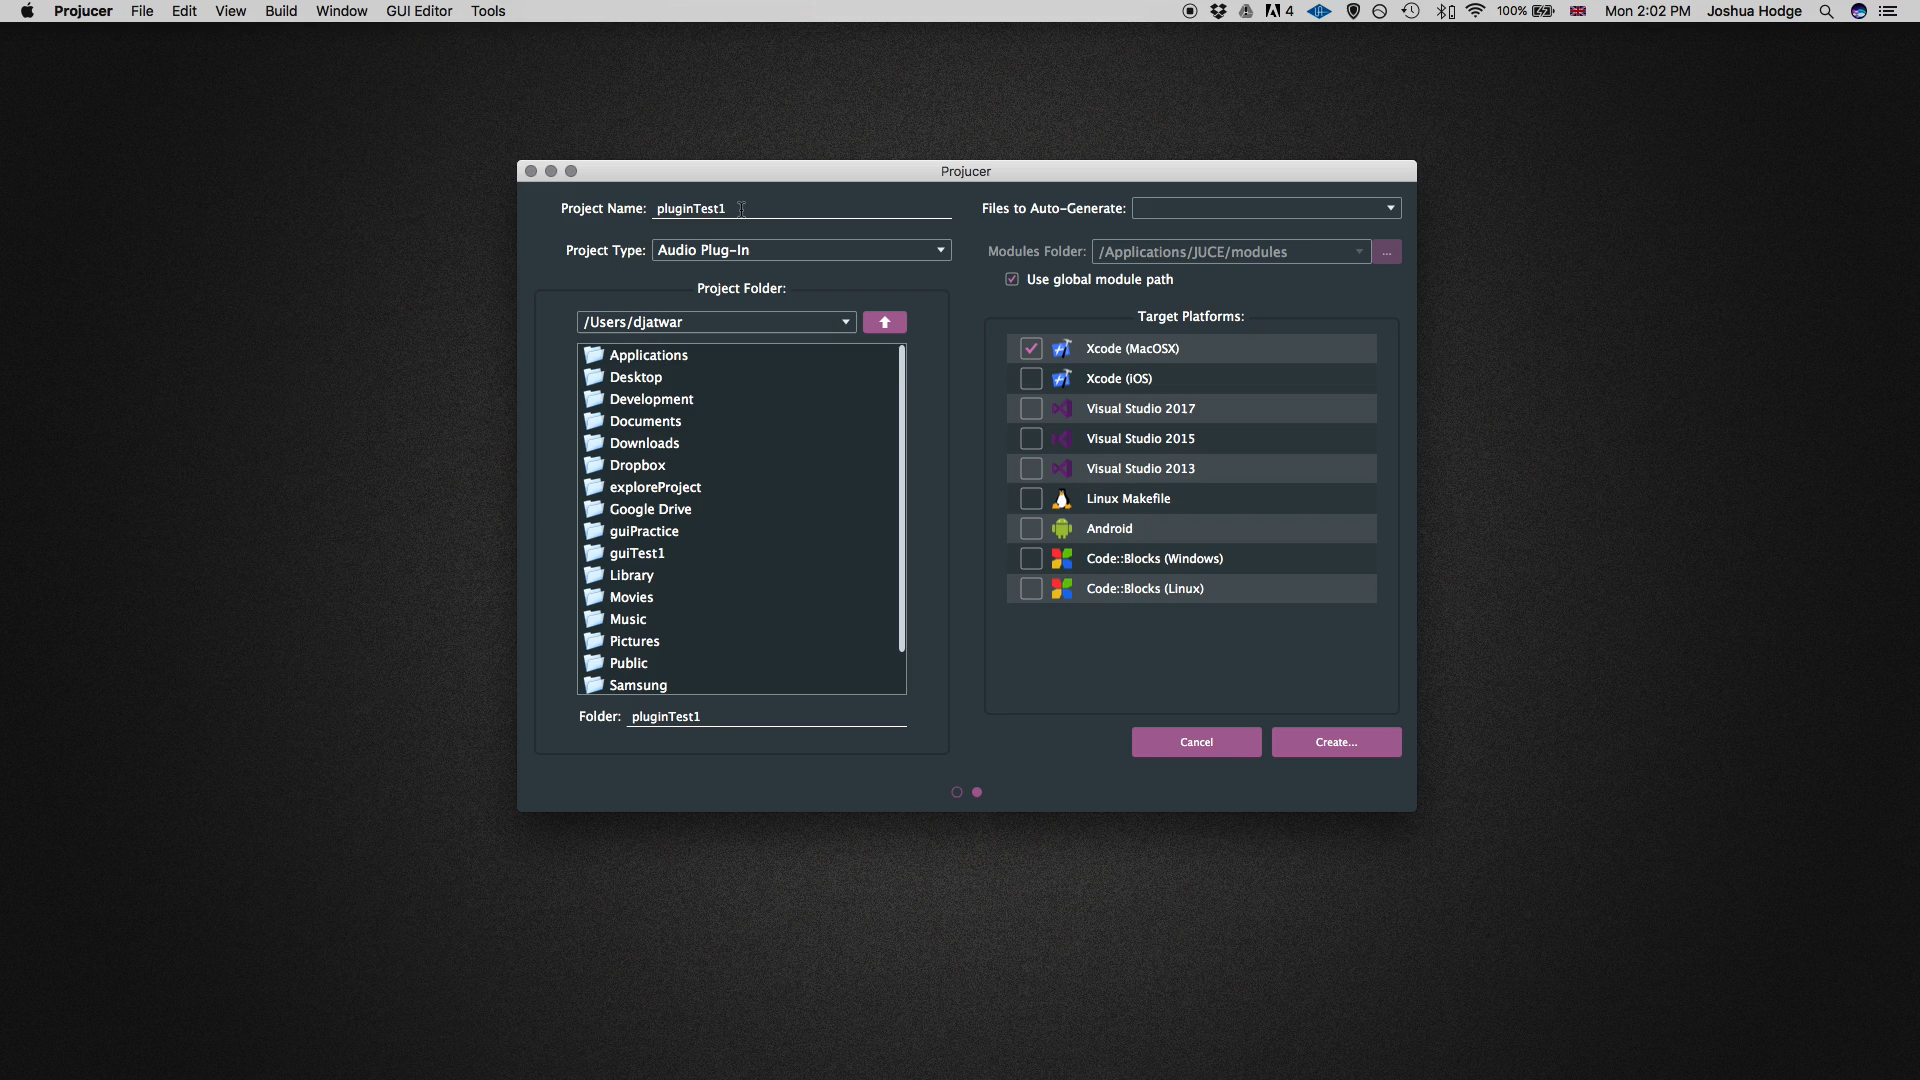 Projucer File Edit View Build Window GUI Editor Tools 4 100% Mon 2:02 PM Joshua Hodge
Projucer
Project Name: pluginTest1
Project Type: Audio Plug-In
Project Folder:
/Users/djatwar
Applications
Desktop
Development
Documents
Downloads
Dropbox
exploreProject
Google Drive
guiPractice
guiTest1
Library
Movies
Music
Pictures
Public
Samsung
Folder: pluginTest1
Files to Auto-Generate:
Modules Folder: /Applications/JUCE/modules ...
Use global module path
Target Platforms:
Xcode (MacOSX)
Xcode (iOS)
Visual Studio 2017
Visual Studio 2015
Visual Studio 2013
Linux Makefile
Android
Code::Blocks (Windows)
Code::Blocks (Linux)
Cancel Create...